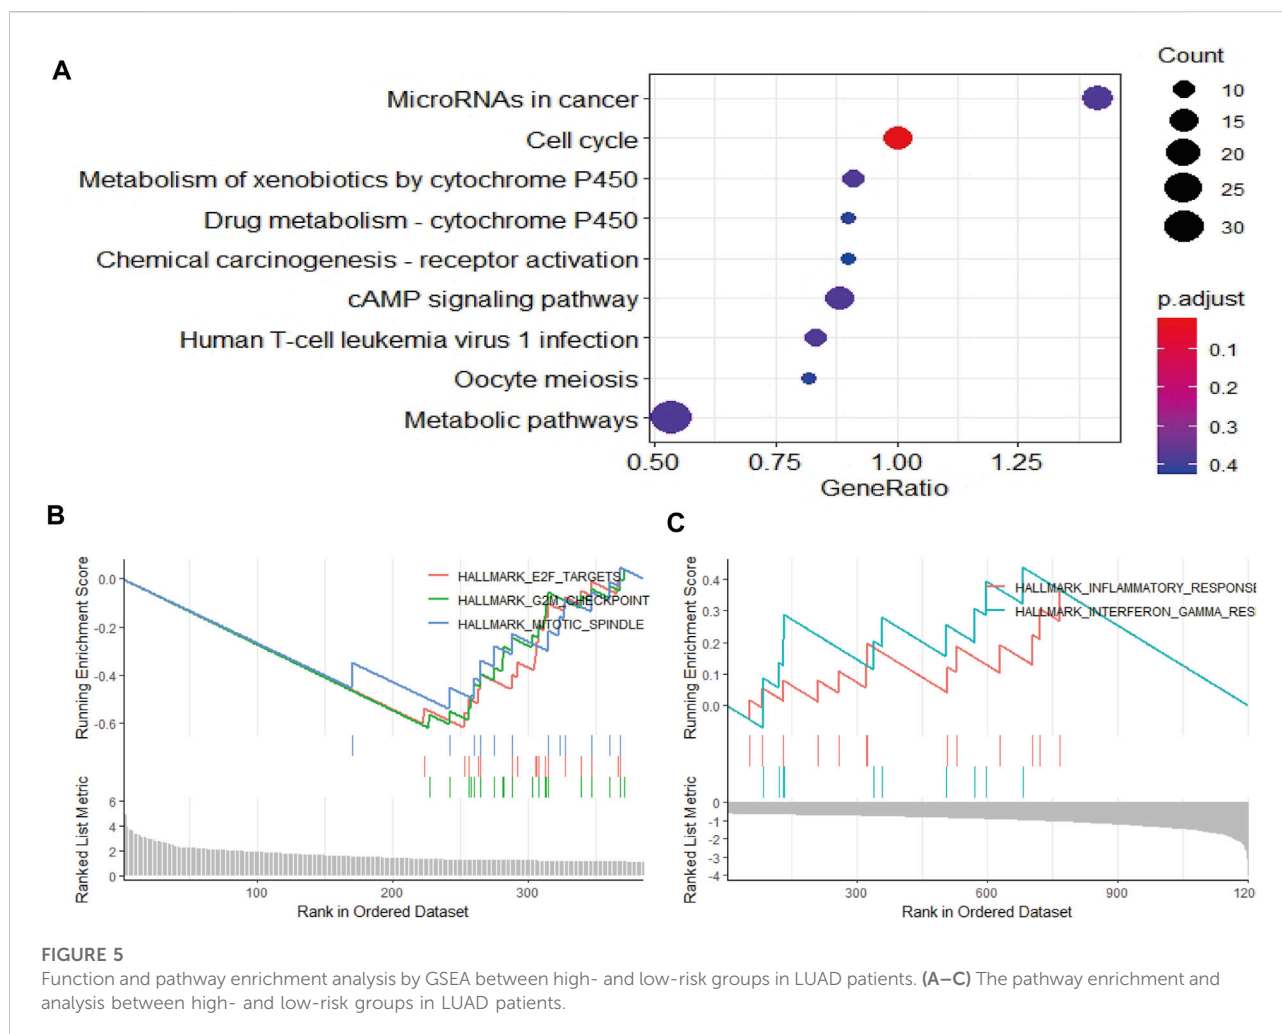 A
MicroRNAs in cancer
Cell cycle
Metabolism of xenobiotics by cytochrome P450
Drug metabolism - cytochrome P450
Chemical carcinogenesis - receptor activation
cAMP signaling pathway
Human T-cell leukemia virus 1 infection
Oocyte meiosis
Metabolic pathways
0.50 0.75 1.00 1.25
GeneRatio
Count
10
15
20
25
30
p.adjust
0.1
0.2
0.3
0.4
B
Running Enrichment Score
0.0
-0.2
-0.4
-0.6
HALLMARK_E2F_TARGETS
HALLMARK_G2M_CHECKPOINT
HALLMARK_MITOTIC_SPINDLE
Ranked List Metric
6
4
2
0
100 200 300
Rank in Ordered Dataset
C
Running Enrichment Score
0.4
0.3
0.2
0.1
0.0
HALLMARK_INFLAMMATORY_RESPONSE
HALLMARK_INTERFERON_GAMMA_RES
Ranked List Metric
0
-1
-2
-3
-4
300 600 900 120
Rank in Ordered Dataset
FIGURE 5
Function and pathway enrichment analysis by GSEA between high- and low-risk groups in LUAD patients. (A–C) The pathway enrichment and
analysis between high- and low-risk groups in LUAD patients.